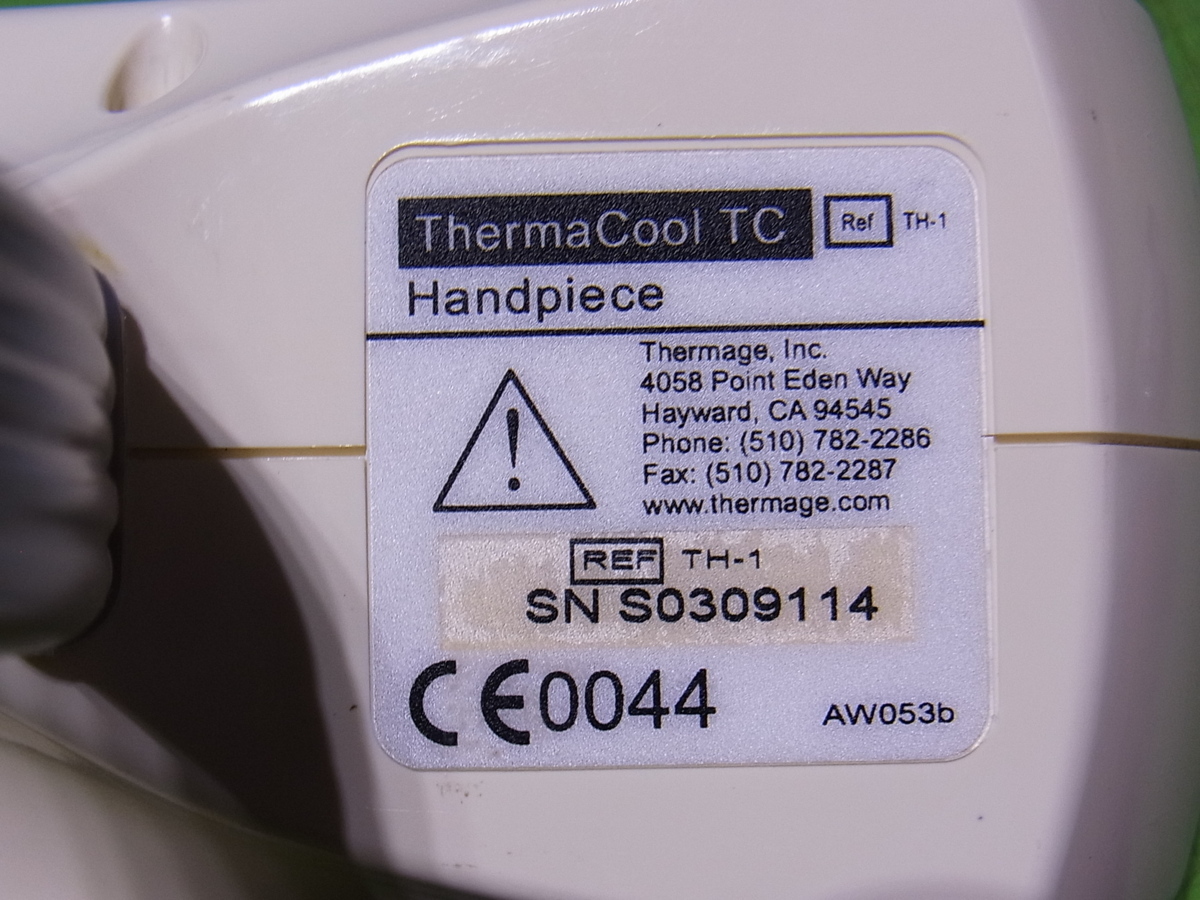 ThermaCool TC Ref TH-1
Handpiece
Thermage, Inc.
4058 Point Eden Way
Hayward, CA 94545
Phone: (510) 782-2286
Fax: (510) 782-2287
www.thermage.com
!
REF TH-1
SN S0309114
CE0044
AW053b